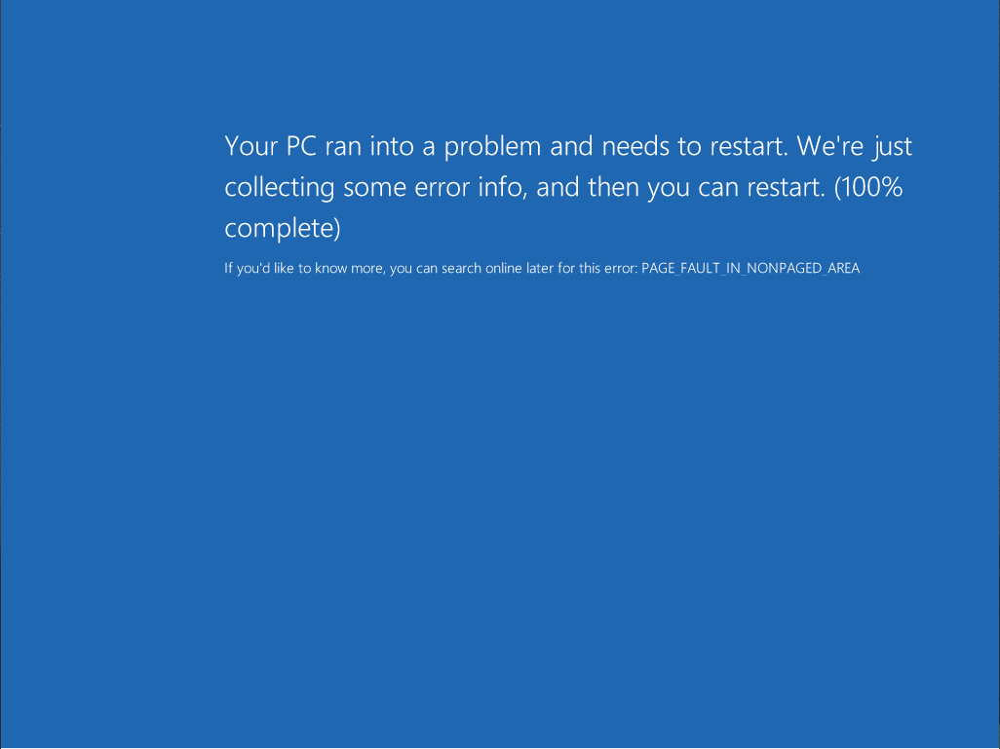 Your PC ran into a problem and needs to restart. We're just
collecting some error info, and then you can restart. (100%
complete)
If you'd like to know more, you can search online later for this error: PAGE_FAULT_IN_NONPAGED_AREA